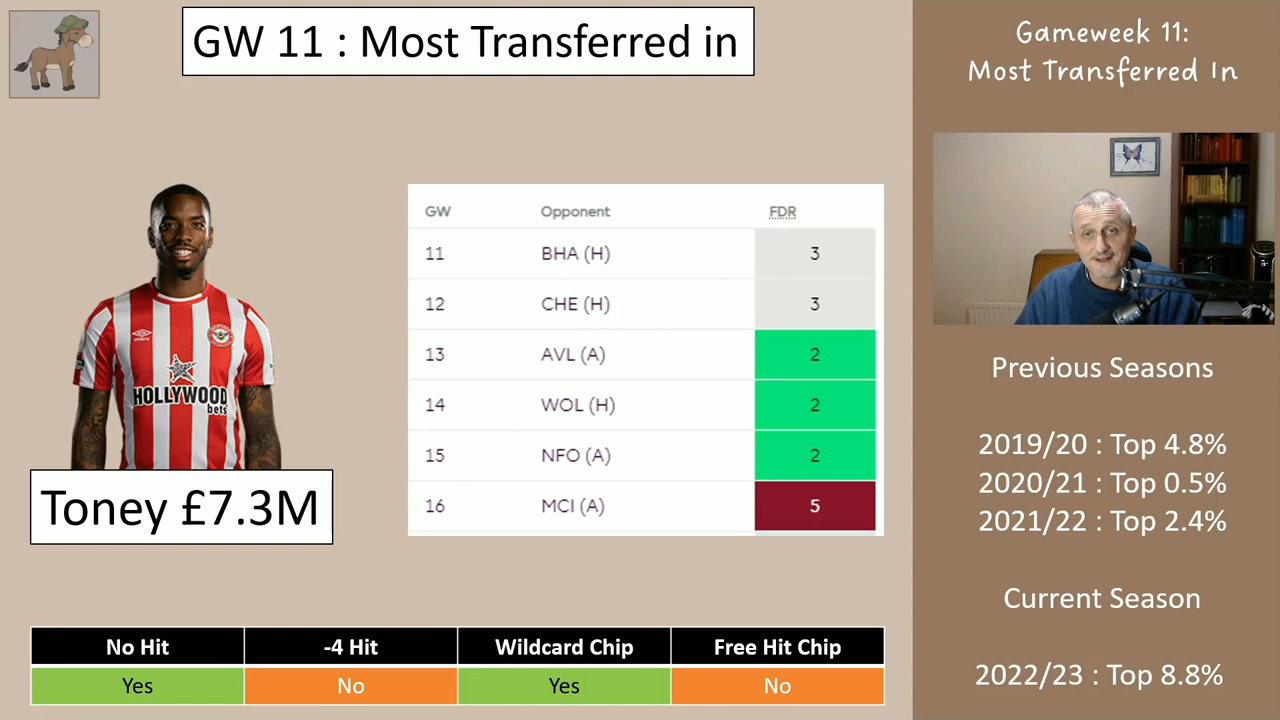 GW 11 : Most Transferred in
Gameweek 11:
Most Transferred In
GW Opponent FDR
11 BHA (H) 3
12 CHE (H) 3
13 AVL (A) 2
14 WOL (H) 2
15 NFO (A) 2
16 MCI (A) 5
HOLLYWOOD
bets
Toney £7.3M
Previous Seasons
2019/20 : Top 4.8%
2020/21 : Top 0.5%
2021/22 : Top 2.4%
Current Season
2022/23 : Top 8.8%
No Hit -4 Hit Wildcard Chip Free Hit Chip
Yes No Yes No